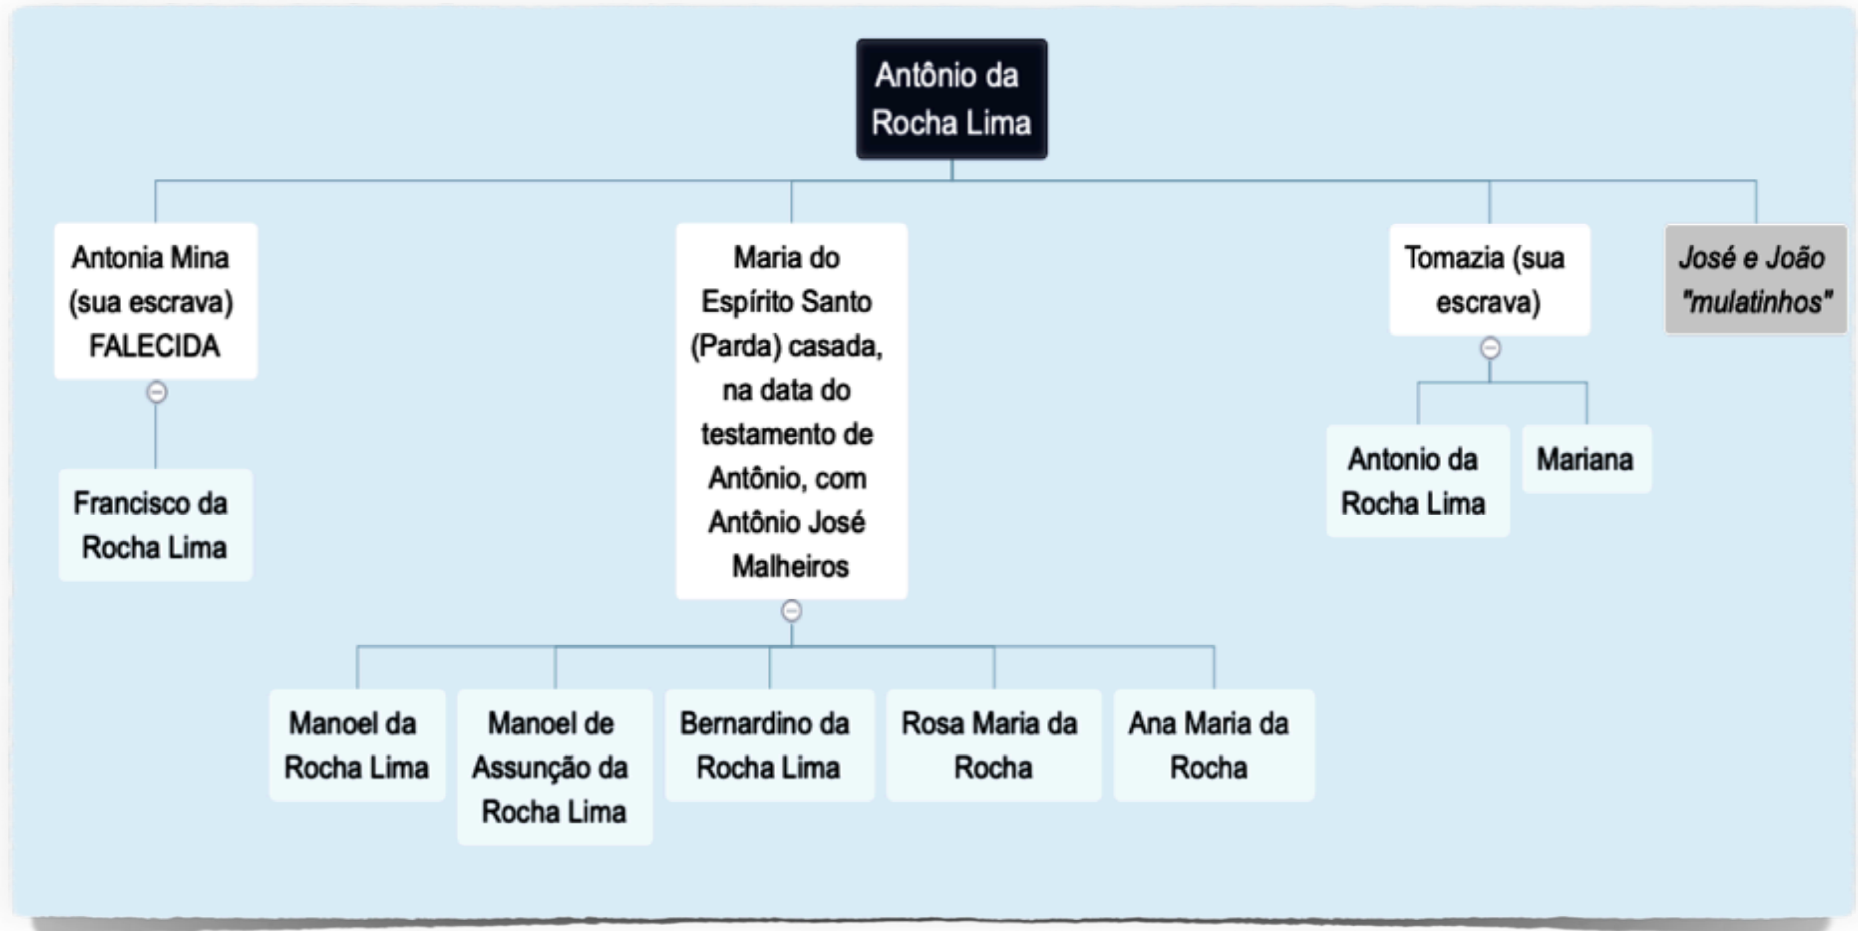 Antônio da
Rocha Lima
Antonia Mina
(sua escrava)
FALECIDA
Maria do
Espírito Santo
(Parda) casada,
na data do
testamento de
Antônio, com
Antônio José
Malheiros
Tomazia (sua
escrava)
José e João
"mulatinhos"
Francisco da
Rocha Lima
Antonio da
Rocha Lima
Mariana
Manoel da
Rocha Lima
Manoel de
Assunção da
Rocha Lima
Bernardino da
Rocha Lima
Rosa Maria da
Rocha
Ana Maria da
Rocha